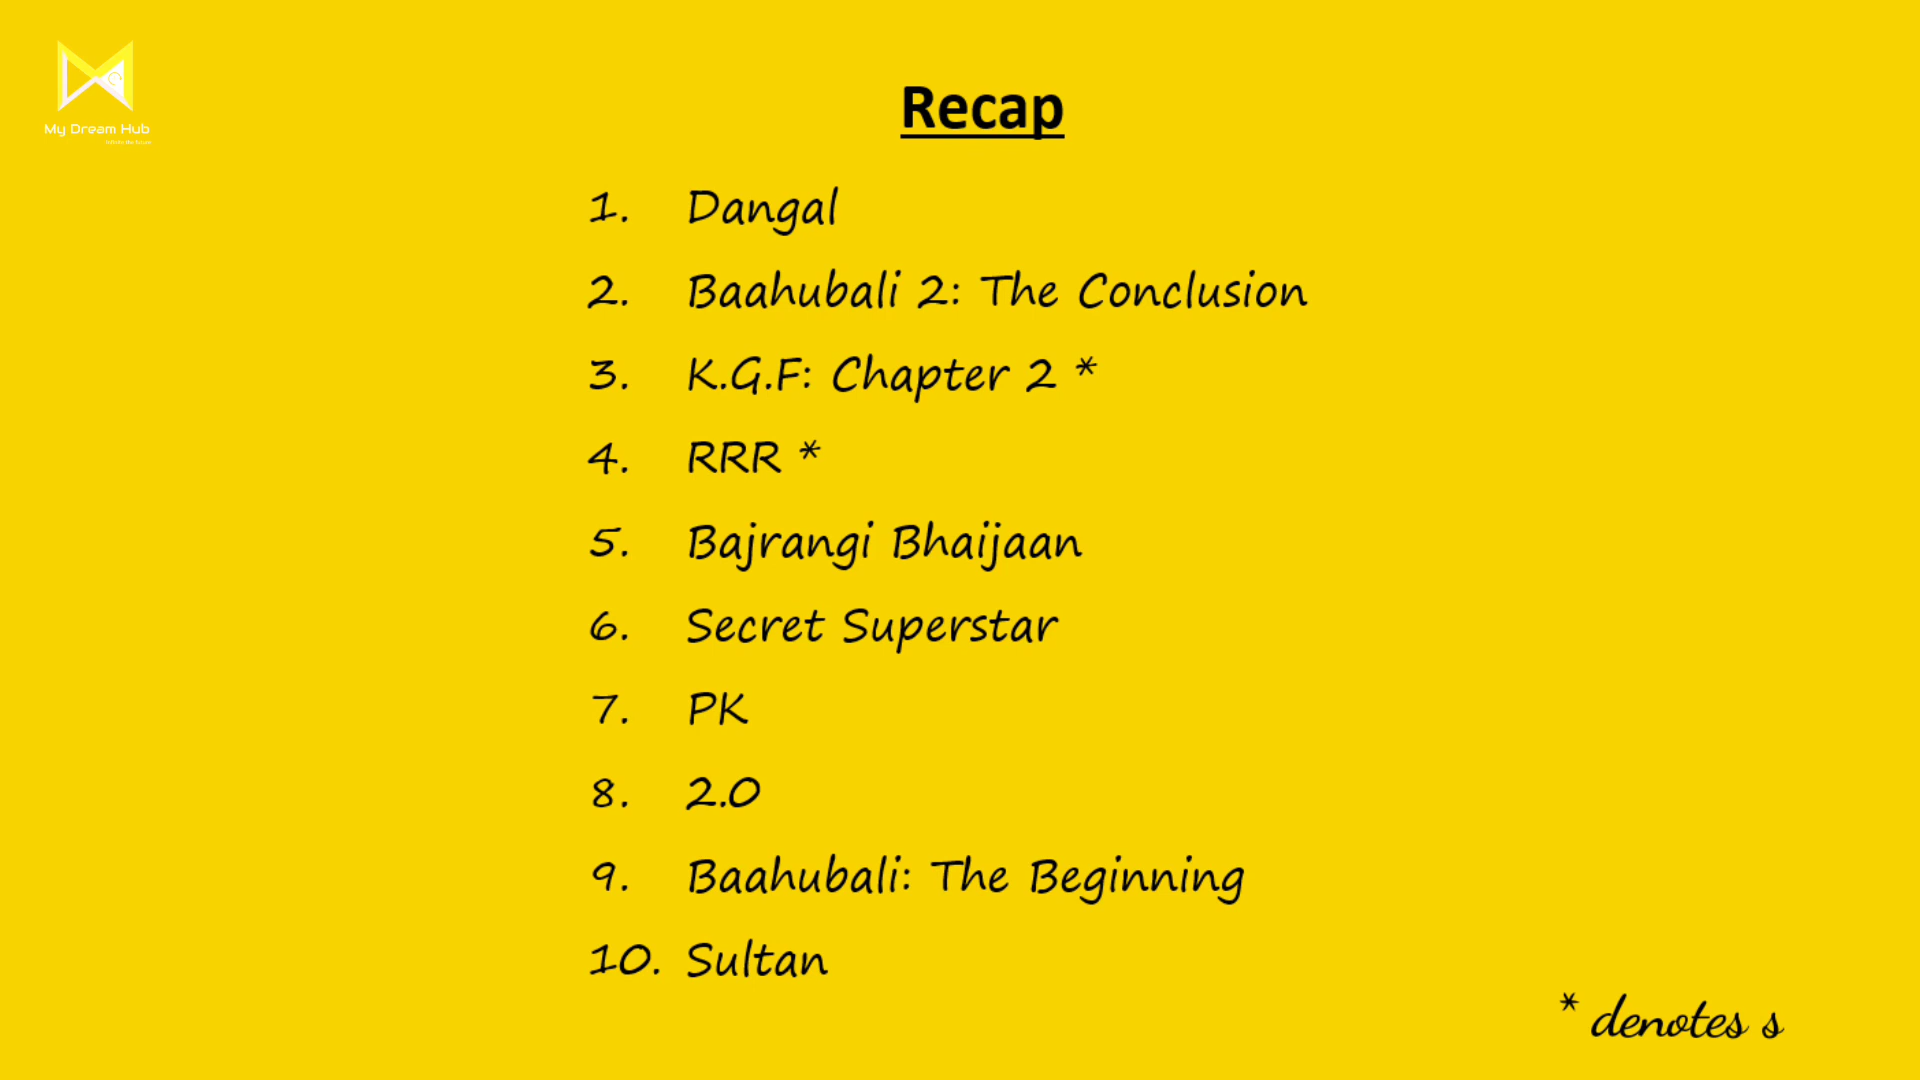 My Dream Hub
Recap
1. Dangal
2. Baahubali 2: The Conclusion
3. K.G.F: Chapter 2 *
4. RRR *
5. Bajrangi Bhaijaan
6. Secret Superstar
7. PK
8. 2.0
9. Baahubali: The Beginning
10. Sultan
* denotes s